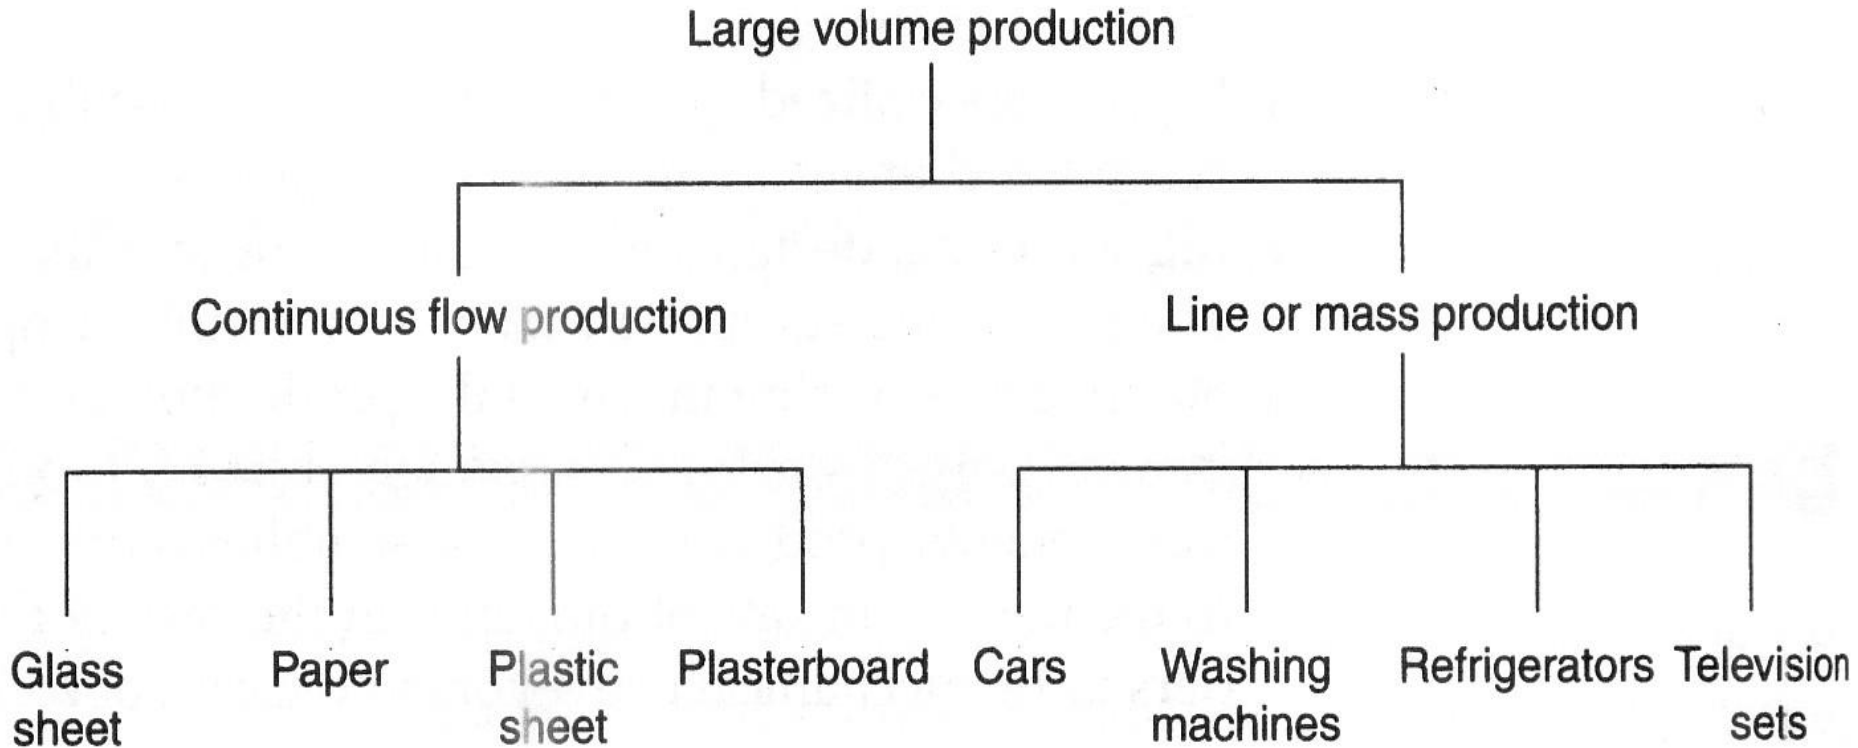 Large volume production
Continuous flow production
Line or mass production
Glass sheet
Paper
Plastic sheet
Plasterboard
Cars
Washing machines
Refrigerators
Television sets